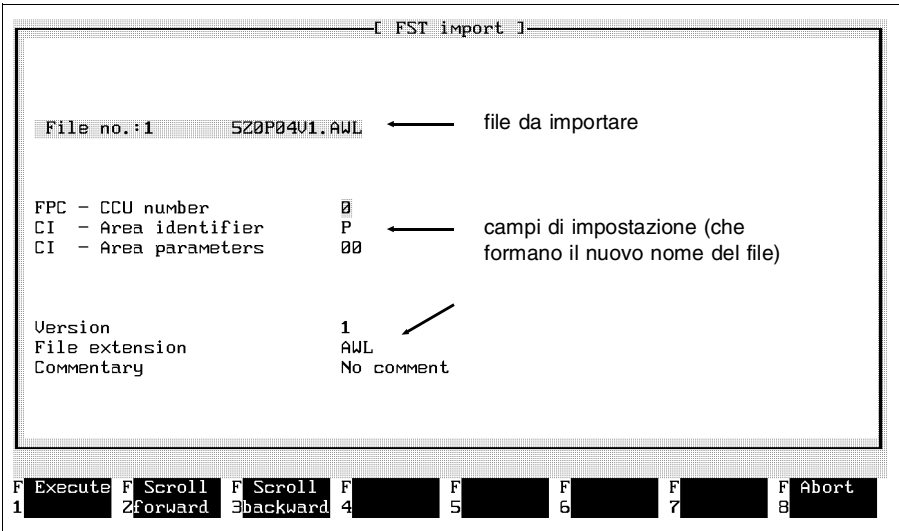 [ FST import ]
File no.:1 5Z0P04V1.AWL
file da importare
FPC - CCU number 0
CI - Area identifier P
CI - Area parameters 00
campi di impostazione (che
formano il nuovo nome del file)
Version 1
File extension AWL
Commentary No comment
F1 Execute F2 Scroll forward F3 Scroll backward F4 F5 F6 F7 F8 Abort